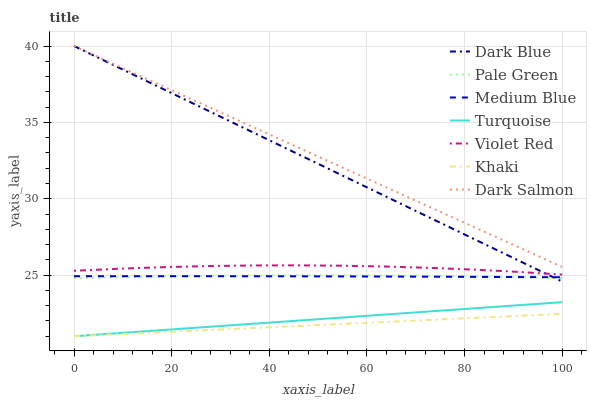 title
yaxis_label
40
35
30
25
0
20
40
60
80
100
xaxis_label
Dark Blue
Pale Green
Medium Blue
Turquoise
Violet Red
Khaki
Dark Salmon